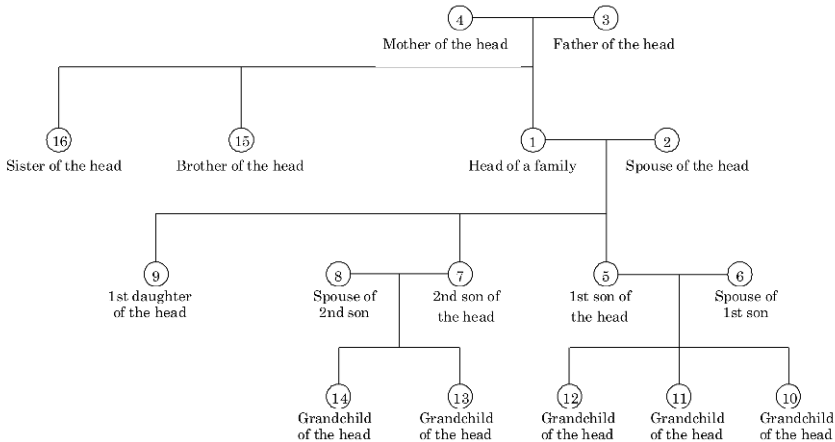 4 3
Mother of the head Father of the head
16 15 1 2
Sister of the head Brother of the head Head of a family Spouse of the head
9 8 7 5 6
1st daughter Spouse of 2nd son of 1st son of Spouse of
of the head 2nd son the head the head 1st son
14 13 12 11 10
Grandchild Grandchild Grandchild Grandchild Grandchild
of the head of the head of the head of the head of the head